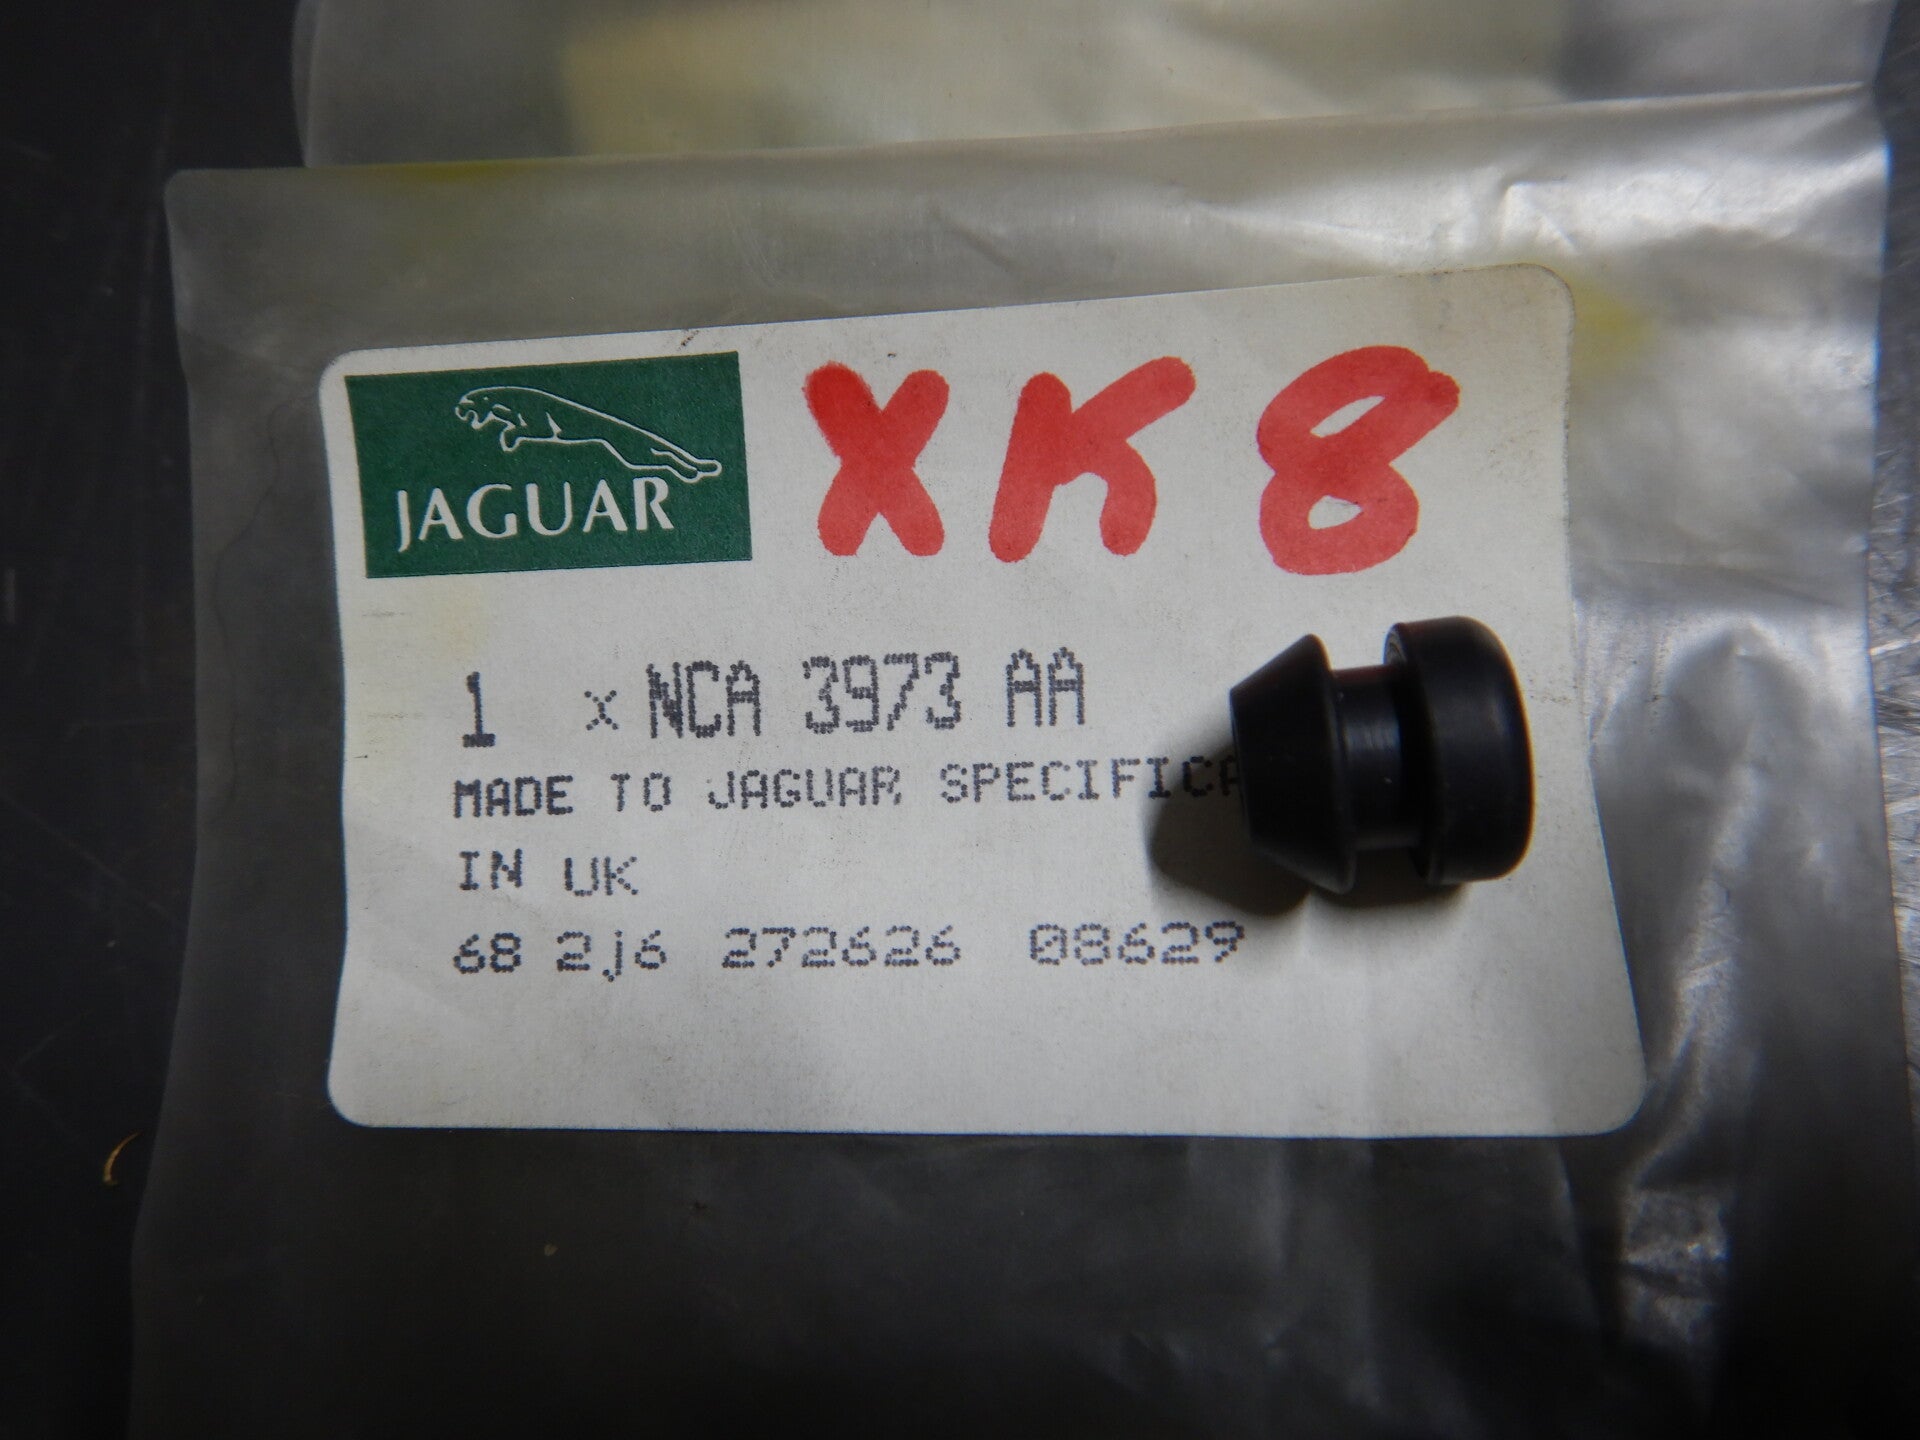 JAGUAR
XK8
1 x NCA 3973 AA
MADE TO JAGUAR SPECIFICA
IN UK
68 2j6 272626 08629